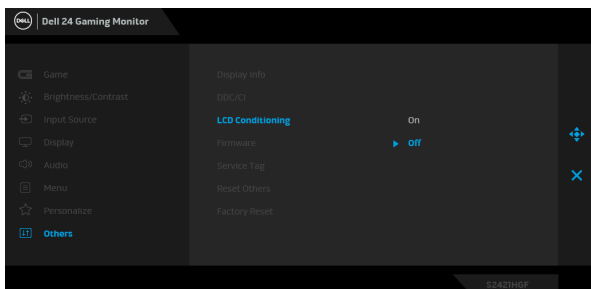 DELL Dell 24 Gaming Monitor
Game
Brightness/Contrast
Input Source
Display
Audio
Menu
Personalize
Others
Display Info
DDC/CI
LCD Conditioning On
Firmware Off
Service Tag
Reset Others
Factory Reset
S2421HGF